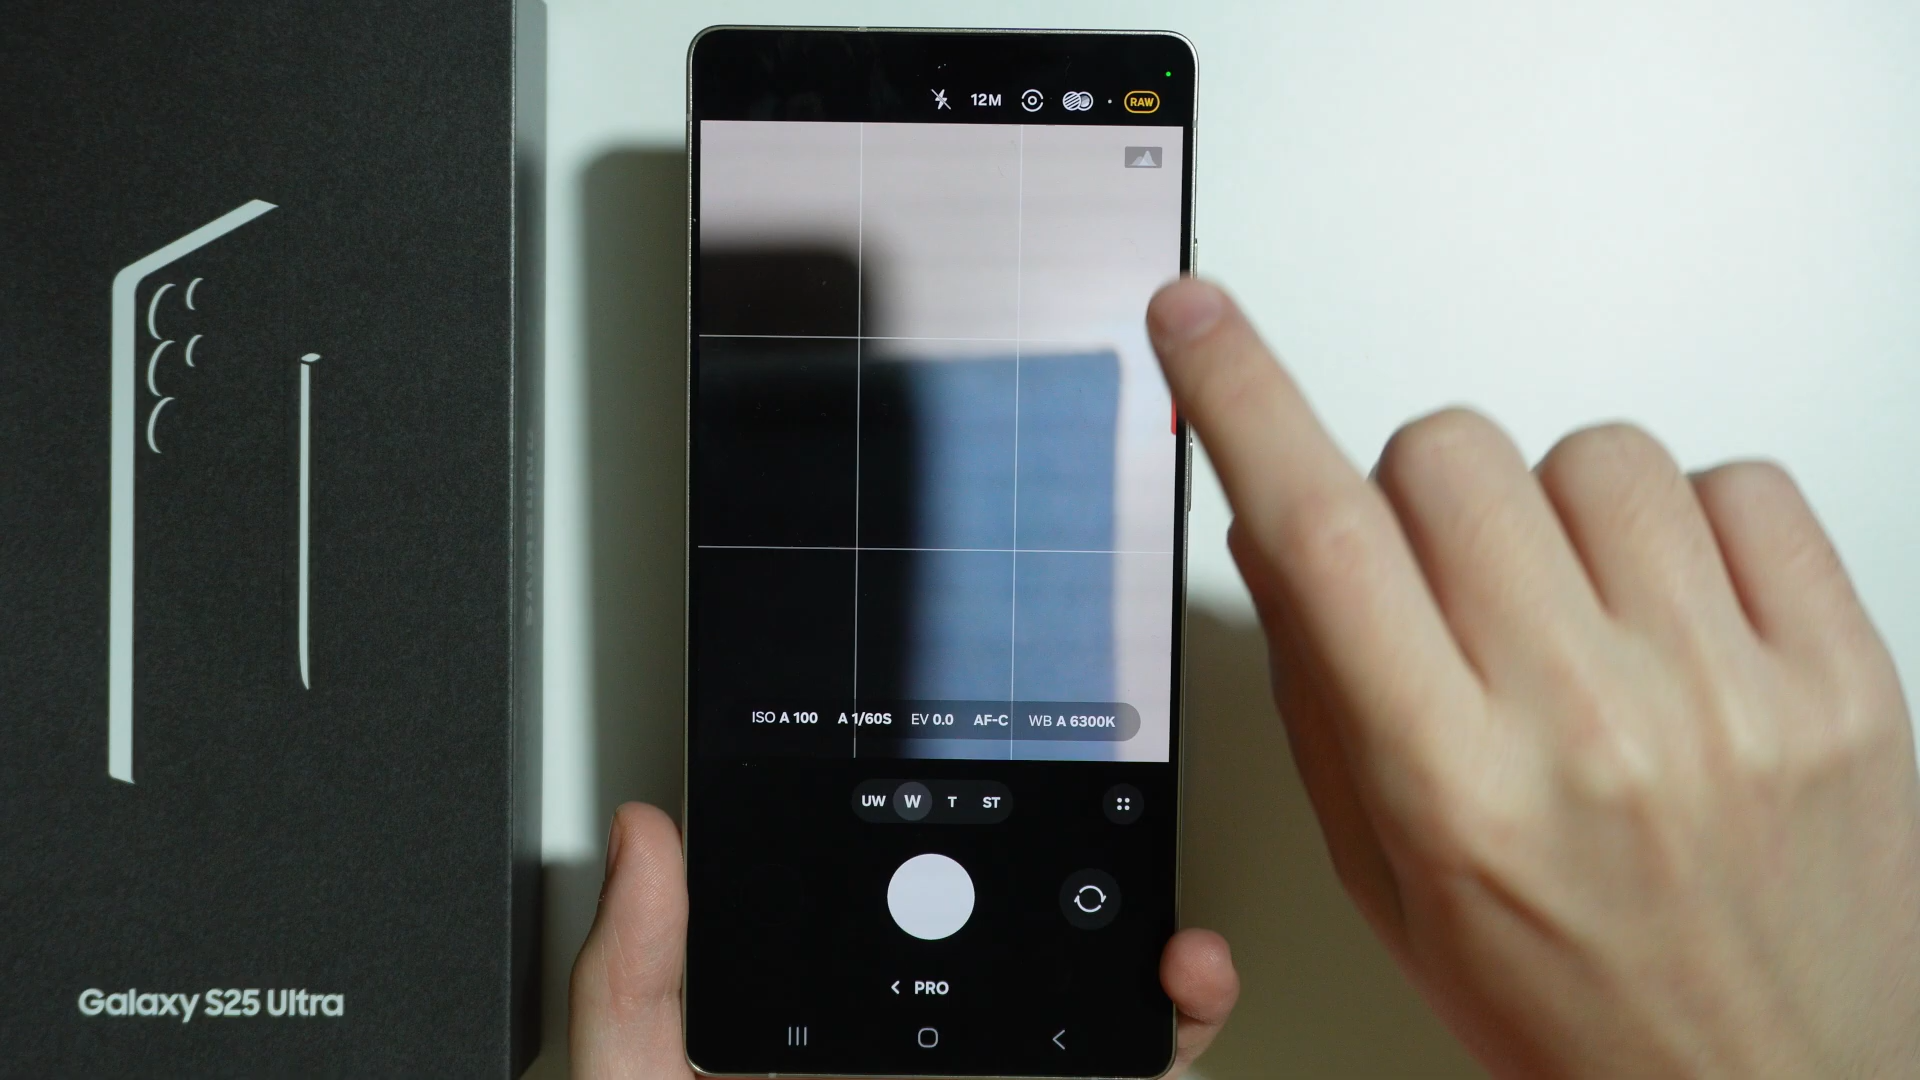 12M RAW
ISO A 100 A 1/60S EV 0.0 AF-C WB A 6300K
UW W T ST
PRO
Galaxy S25 Ultra